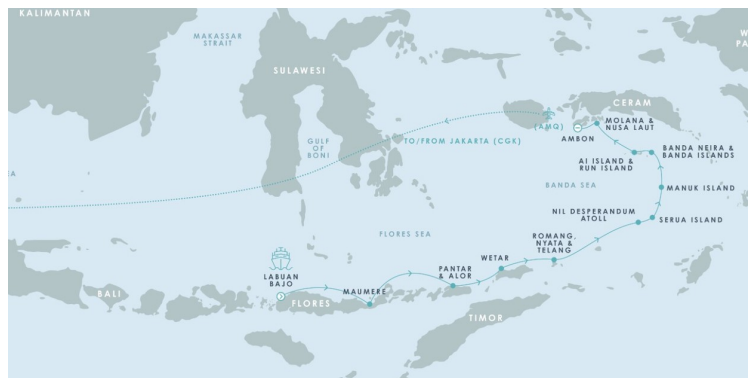 KALIMANTAN
MAKASSAR
STRAIT
SULAWESI
GULF
OF
BONI
TO/FROM JAKARTA (CGK)
(AMQ)
AMBON
CERAM
MOLANA &
NUSA LAUT
BANDA NEIRA &
BANDA ISLANDS
AI ISLAND &
RUN ISLAND
BANDA SEA
MANUK ISLAND
NIL DESPERANDUM
ATOLL
SERUA ISLAND
FLORES SEA
ROMANG,
NYATA &
TELANG
WETAR
PANTAR
& ALOR
LABUAN
BAJO
MAUMERE
BALI
FLORES
TIMOR